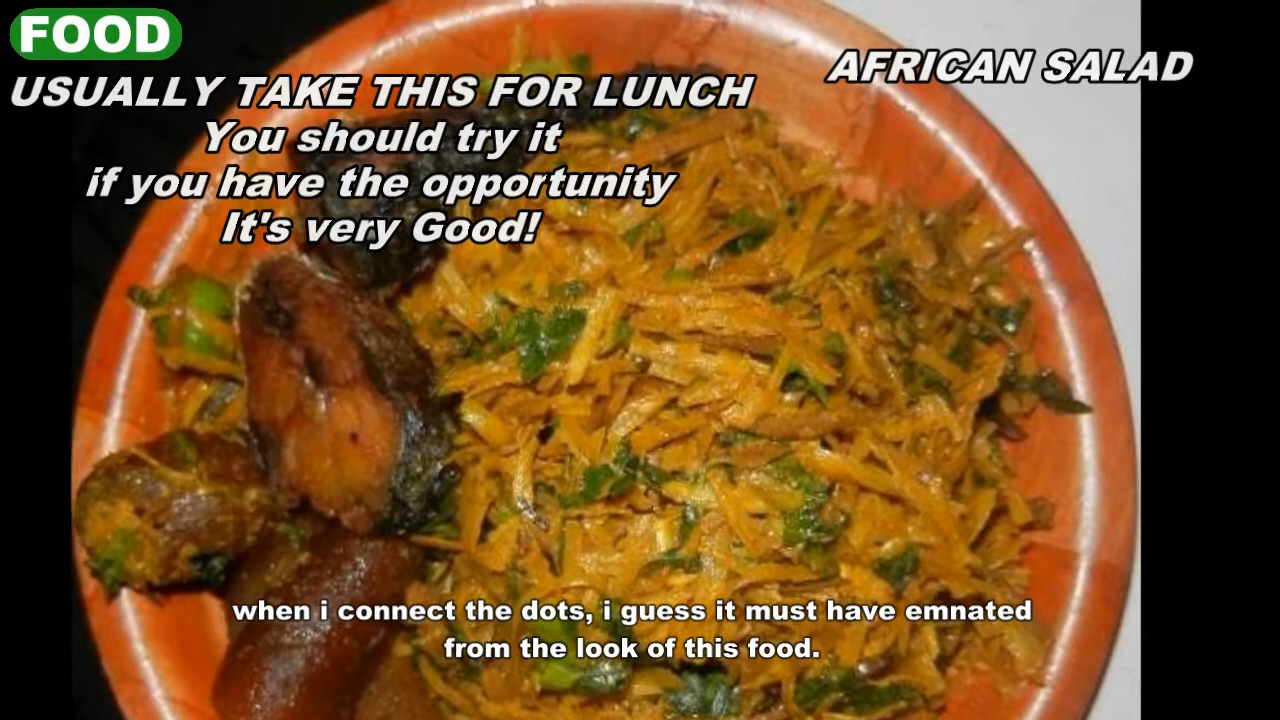 FOOD
AFRICAN SALAD
USUALLY TAKE THIS FOR LUNCH
You should try it
if you have the opportunity
It's very Good!
when i connect the dots, i guess it must have emnated
from the look of this food.